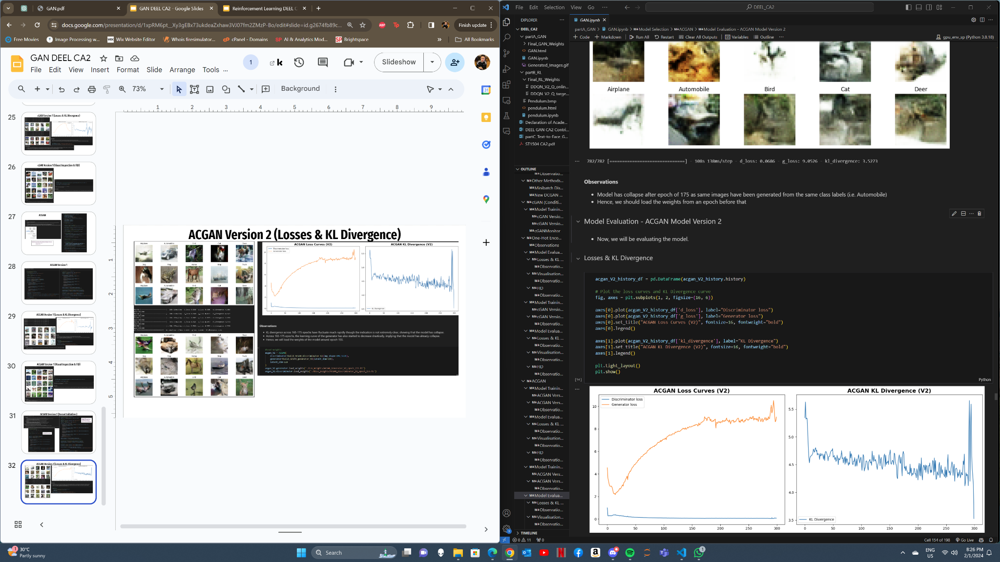 GAN.pdf
GAN DEEL CA2 - Google Slides
Reinforcement Learning DEEL C
docs.google.com/presentation/d/1xpRM6pt__Xy3gEBx73ukdeaZxhaw3VJ07fm2ZMzP-Bo/edit#slide=id.g2674fb89c...
Finish update
Free Movies
Image Processing w...
Wix Website Editor
Whois firesimulator...
cPanel - Domains
AI & Analytics Mod...
Brightspace
All Bookmarks
GAN DEEL CA2
File Edit View Insert Format Slide Arrange Tools ...
1
Slideshow
73%
Background
1 2 3 4 5 6 7 8 9
25
cGAN Version 1 (Losses & KL Divergence)
26
cGAN Version 1 (Visual Inspection & FID)
27
ACGAN
28
ACGAN Version 1
29
ACGAN Version 1 (Losses & KL Divergence)
30
ACGAN Version 1 (Visual Inspection & FID)
31
ACGAN Version 2 (Kernel Initializer)
32
ACGAN Version 2 (Losses & KL Divergence)
ACGAN Version 2 (Losses & KL Divergence)
Airplane Automobile Bird Cat Deer
Dog Frog Horse Ship Truck
ACGAN Loss Curves (V2)
ACGAN KL Divergence (V2)
Discriminator loss
Generator loss
KL Divergence
Observations
KL divergence across 165-175 epochs have fluctuate much rapidly though the indication is not extremely clear, showing that the model has collapse.
Across 165-175 epochs, the learning curve of the generator has also started to decrease drastically, implying that the model has already collapse.
Hence, we will load the weights of the model around epoch 155.
30°C
Partly sunny
Search
File Edit Selection View Go ...
DEEL_CA2
EXPLORER
DEEL_CA2
partA_GAN
Final_GAN_Weights
GAN.html
GAN.ipynb
Generated_Images.gif
partB_RL
Final_RL_Weights
DDQN_V2_Q_onlin...
DDQN_V2_Q_targe...
Pendulum.bmp
pendulum.html
pendulum.ipynb
Declaration of Acade...
DEEL GAN CA2 Contri...
partC_Text-to-Face_G...
ST1504 CA2.pdf
OUTLINE
Observatio...
Other Methods...
Minibatch Dis...
New DCGAN ...
cGAN (Conditi...
Model Trainin...
cGAN Versio...
cGAN Versio...
cGANMonitor
One-Hot Enco...
Observations
Model Evalua...
Losses & KL ...
Observatio...
Visualisation...
Observatio...
FID
Observatio...
Model Trainin...
cGAN Versio...
cGAN Versio...
Observatio...
Model Evalua...
Losses & KL ...
Observatio...
Visualisation...
Observatio...
FID
Observatio...
ACGAN
Model Trainin...
ACGAN Vers...
ACGAN Vers...
Observatio...
Model Evalua...
Losses & KL ...
Observatio...
Visualisation...
Observatio...
FID
Observatio...
Model Trainin...
ACGAN Vers...
ACGAN Vers...
Observatio...
Model Evalua...
Losses & KL ...
Observatio...
Visualisation...
Observatio...
TIMELINE
GAN.ipynb
partA_GAN > GAN.ipynb > Model Selection > ACGAN > Model Evaluation - ACGAN Model Version 2
+ Code + Markdown Run All Restart Clear All Outputs Variables Outline ...
gpu_env_sp (Python 3.8.18)
Airplane Automobile Bird Cat Deer
782/782 [==============================] - 108s 138ms/step - d_loss: 0.0686 - g_loss: 9.0526 - kl_divergence: 3.5273
Observations
Model has collapse after epoch of 175 as same images have been generated from the same class labels (i.e. Automobile)
Hence, we should load the weights from an epoch before that
Model Evaluation - ACGAN Model Version 2
Now, we will be evaluating the model.
Losses & KL Divergence
acgan_V2_history_df = pd.DataFrame(acgan_V2_history.history)
# Plot the loss curves and KL Divergence curve
fig, axes = plt.subplots(1, 2, figsize=(16, 6))
axes[0].plot(acgan_V2_history_df['d_loss'], label="Discriminator loss")
axes[0].plot(acgan_V2_history_df['g_loss'], label="Generator loss")
axes[0].set_title("ACGAN Loss Curves (V2)", fontsize=16, fontweight="bold")
axes[0].legend()
axes[1].plot(acgan_V2_history_df['kl_divergence'], label="KL Divergence")
axes[1].set_title("ACGAN KL Divergence (V2)", fontsize=16, fontweight="bold")
axes[1].legend()
plt.tight_layout()
plt.show()
[54]
Python
ACGAN Loss Curves (V2)
Discriminator loss
Generator loss
10
8
6
4
2
0
0 50 100 150 200 250 300
ACGAN KL Divergence (V2)
5.5
5.0
4.5
4.0
3.5
KL Divergence
0 50 100 150 200 250 300
0 11 0
Cell 154 of 198 Go Live
ENG
US
8:26 PM
2/1/2024